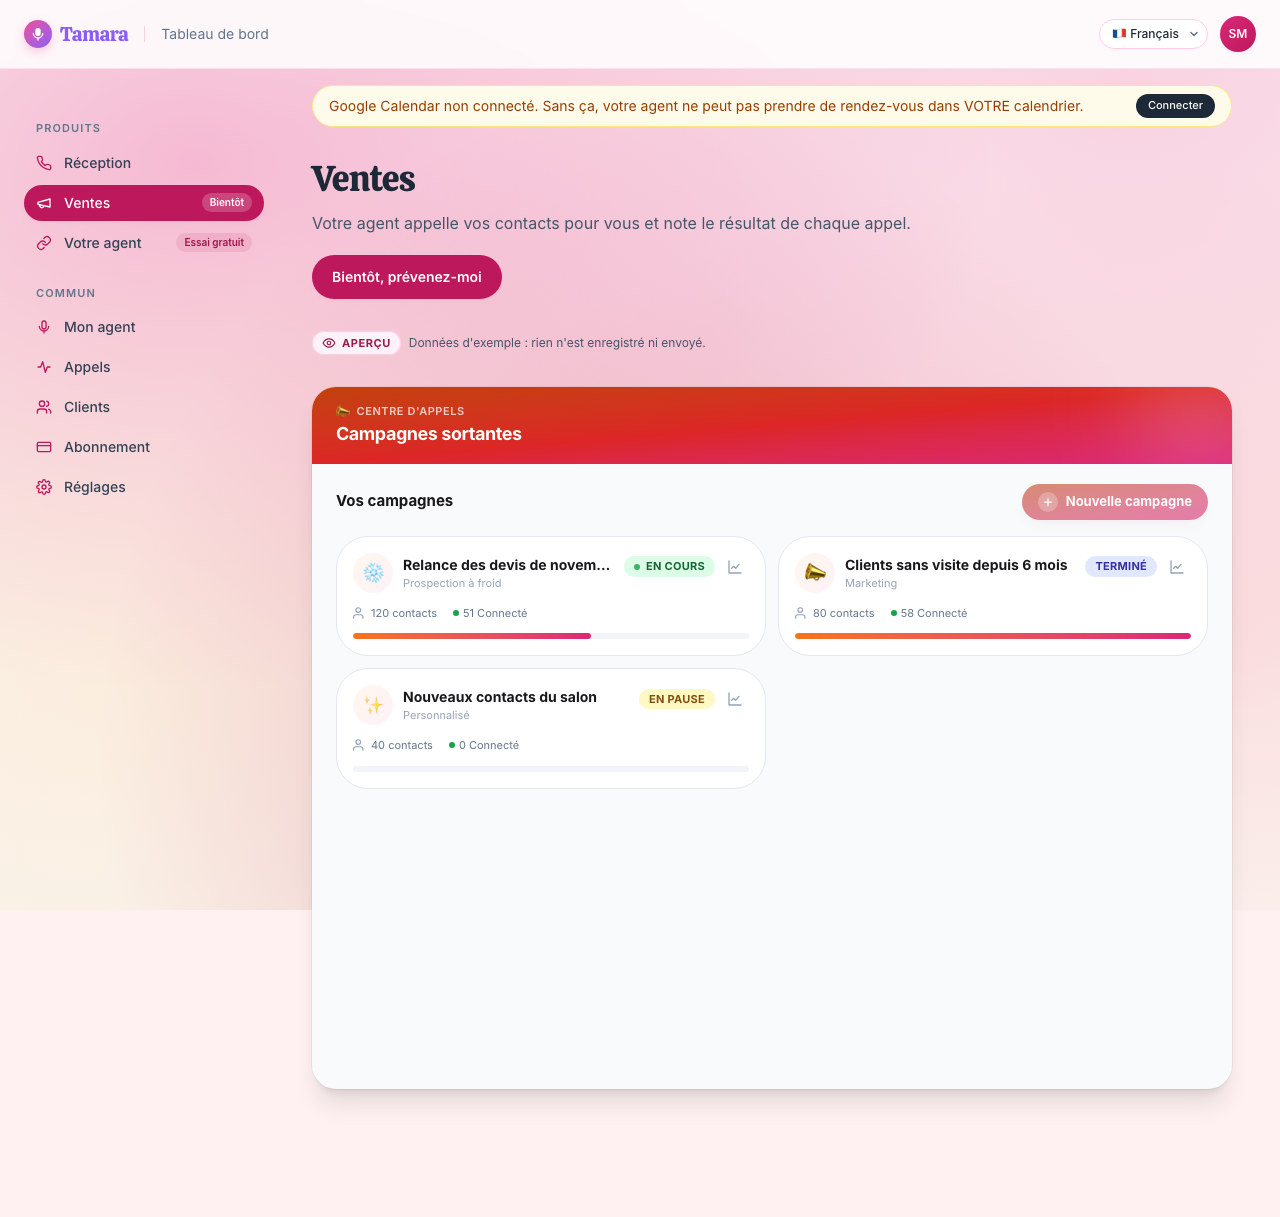 Tamara
Tableau de bord
Français
SM
Google Calendar non connecté. Sans ça, votre agent ne peut pas prendre de rendez-vous dans VOTRE calendrier.
Connecter
PRODUITS
Réception
Ventes
Bientôt
Votre agent
Essai gratuit
COMMUN
Mon agent
Appels
Clients
Abonnement
Réglages
Ventes
Votre agent appelle vos contacts pour vous et note le résultat de chaque appel.
Bientôt, prévenez-moi
APERÇU
Données d'exemple : rien n'est enregistré ni envoyé.
CENTRE D'APPELS
Campagnes sortantes
Vos campagnes
Nouvelle campagne
Relance des devis de novem...
EN COURS
Prospection à froid
120 contacts
51 Connecté
Clients sans visite depuis 6 mois
TERMINÉ
Marketing
80 contacts
58 Connecté
Nouveaux contacts du salon
EN PAUSE
Personnalisé
40 contacts
0 Connecté